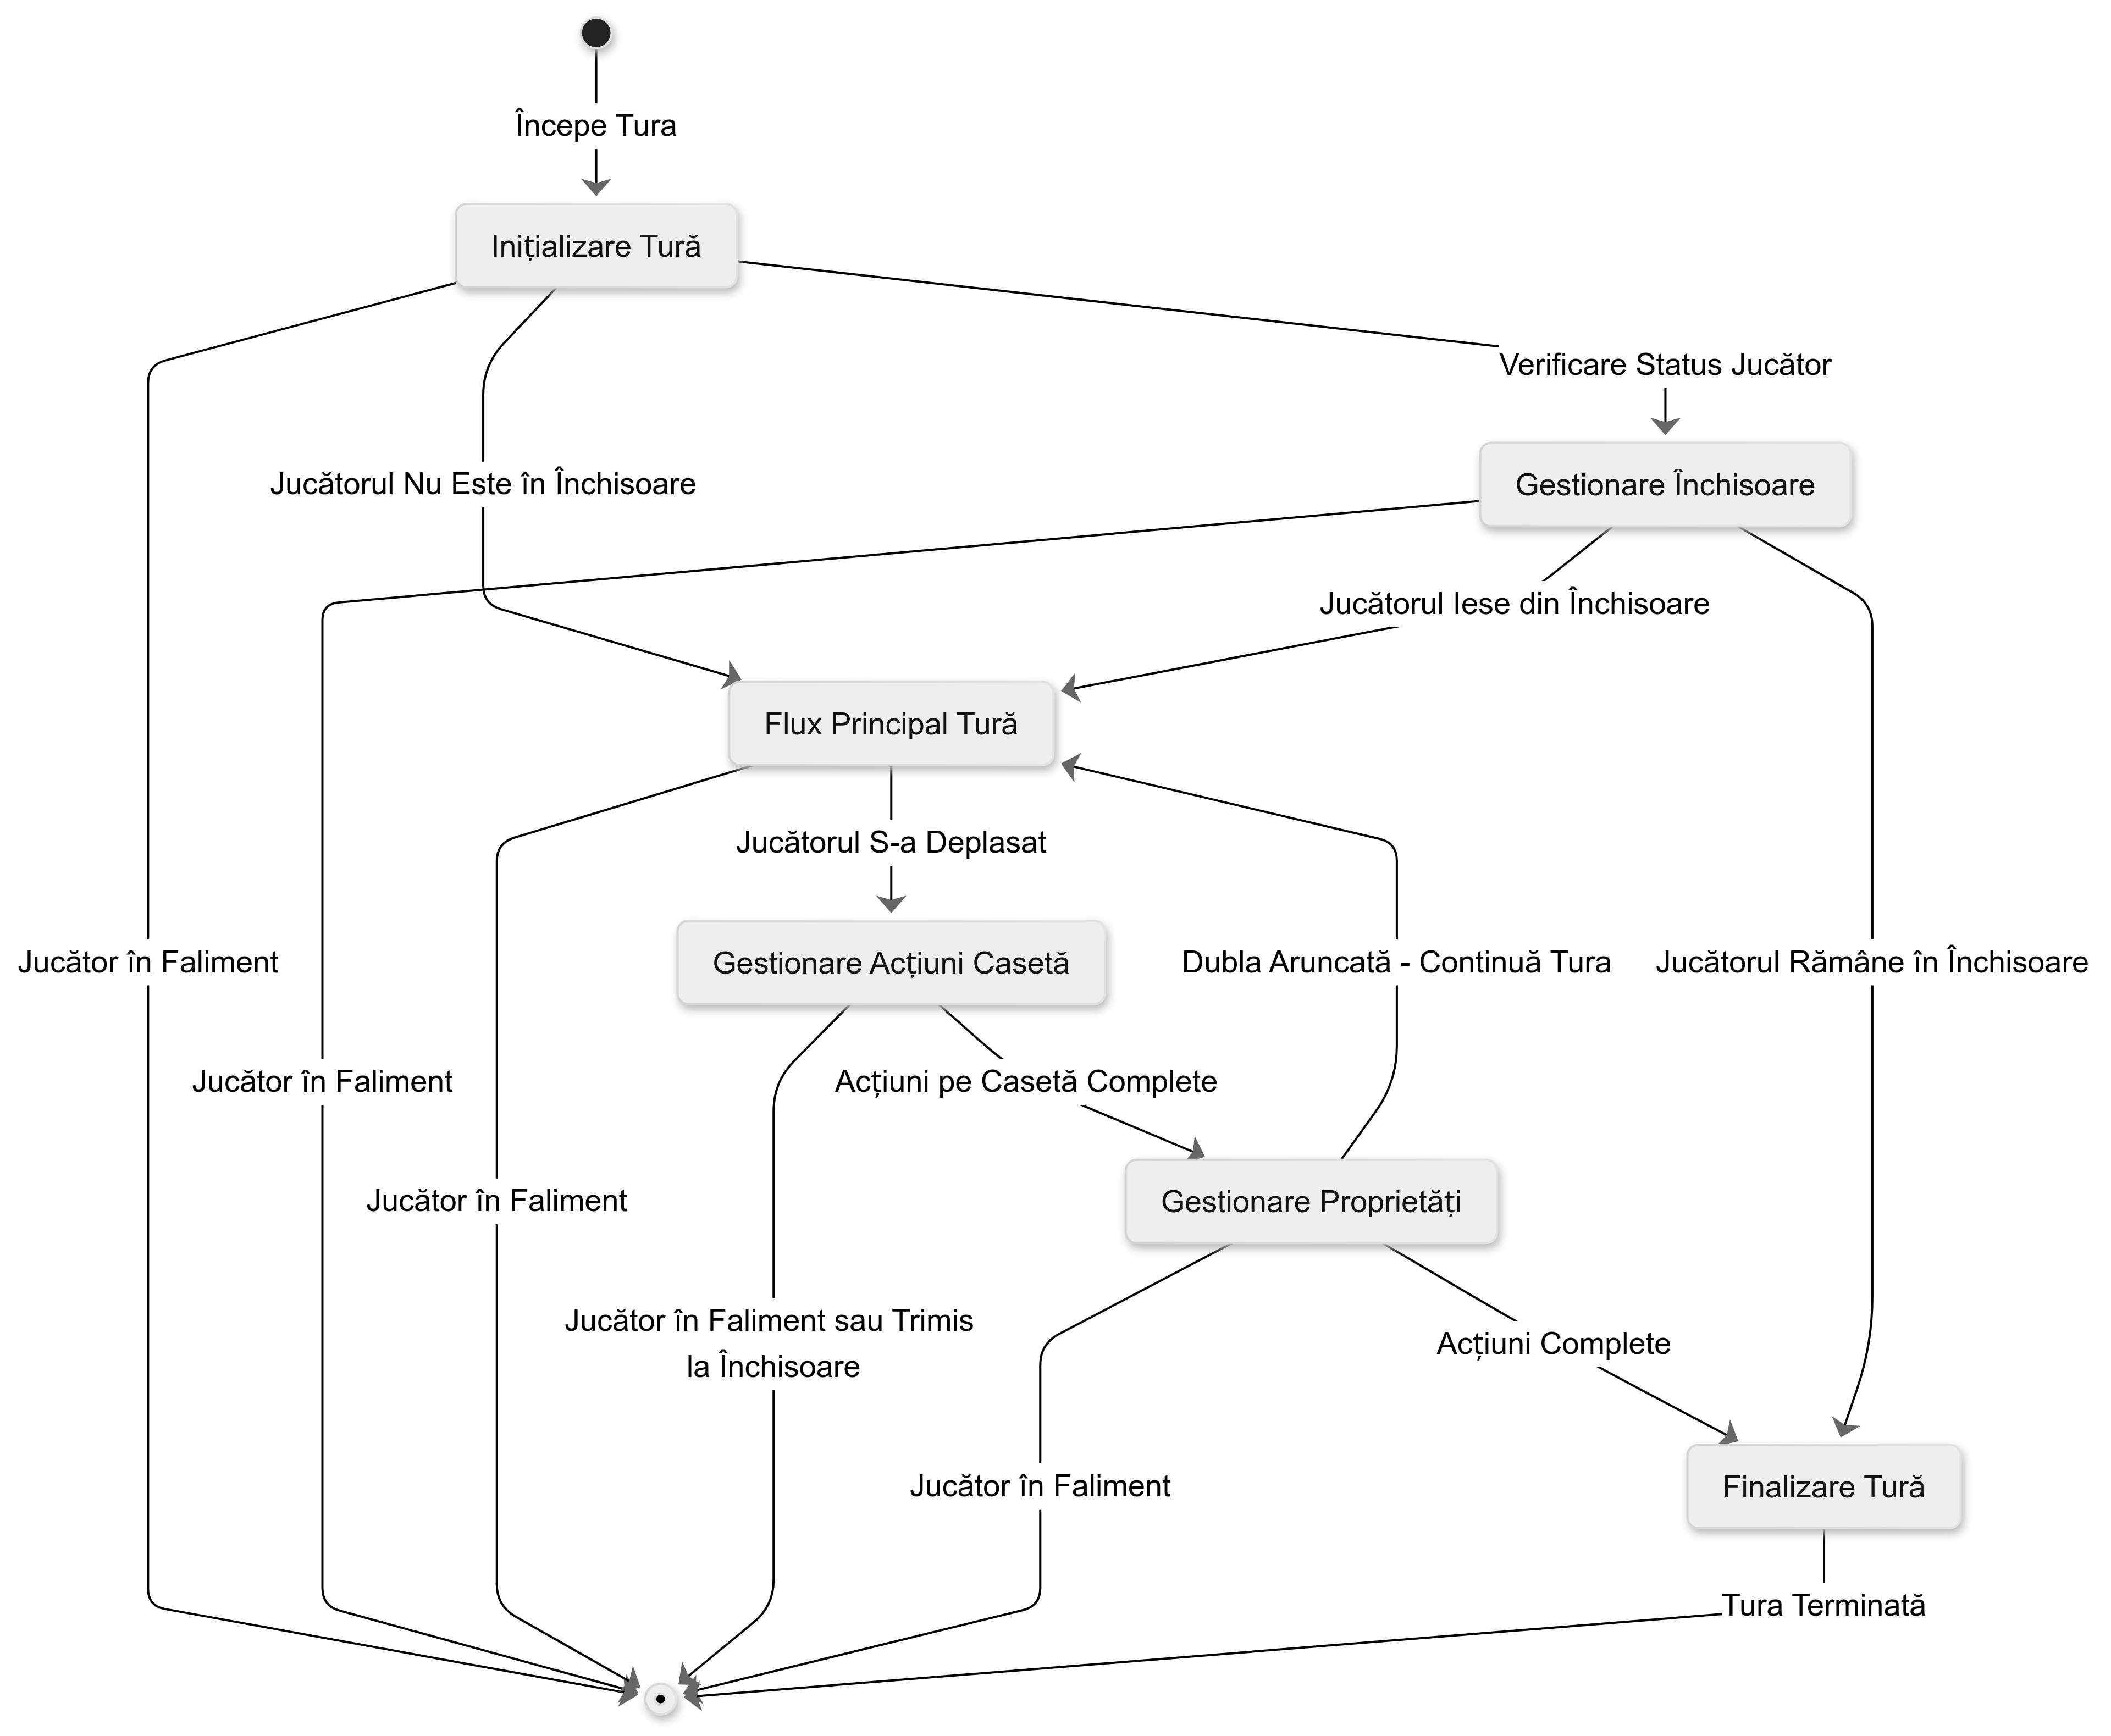 Începe Tura
Inițializare Tură
Verificare Status Jucător
Jucătorul Nu Este în Închisoare
Gestionare Închisoare
Jucătorul Iese din Închisoare
Flux Principal Tură
Jucătorul S-a Deplasat
Jucător în Faliment
Gestionare Acțiuni Casetă
Dubla Aruncată - Continuă Tura
Jucătorul Rămâne în Închisoare
Jucător în Faliment
Acțiuni pe Casetă Complete
Jucător în Faliment
Gestionare Proprietăți
Jucător în Faliment sau Trimis
la Închisoare
Acțiuni Complete
Jucător în Faliment
Finalizare Tură
Tura Terminată